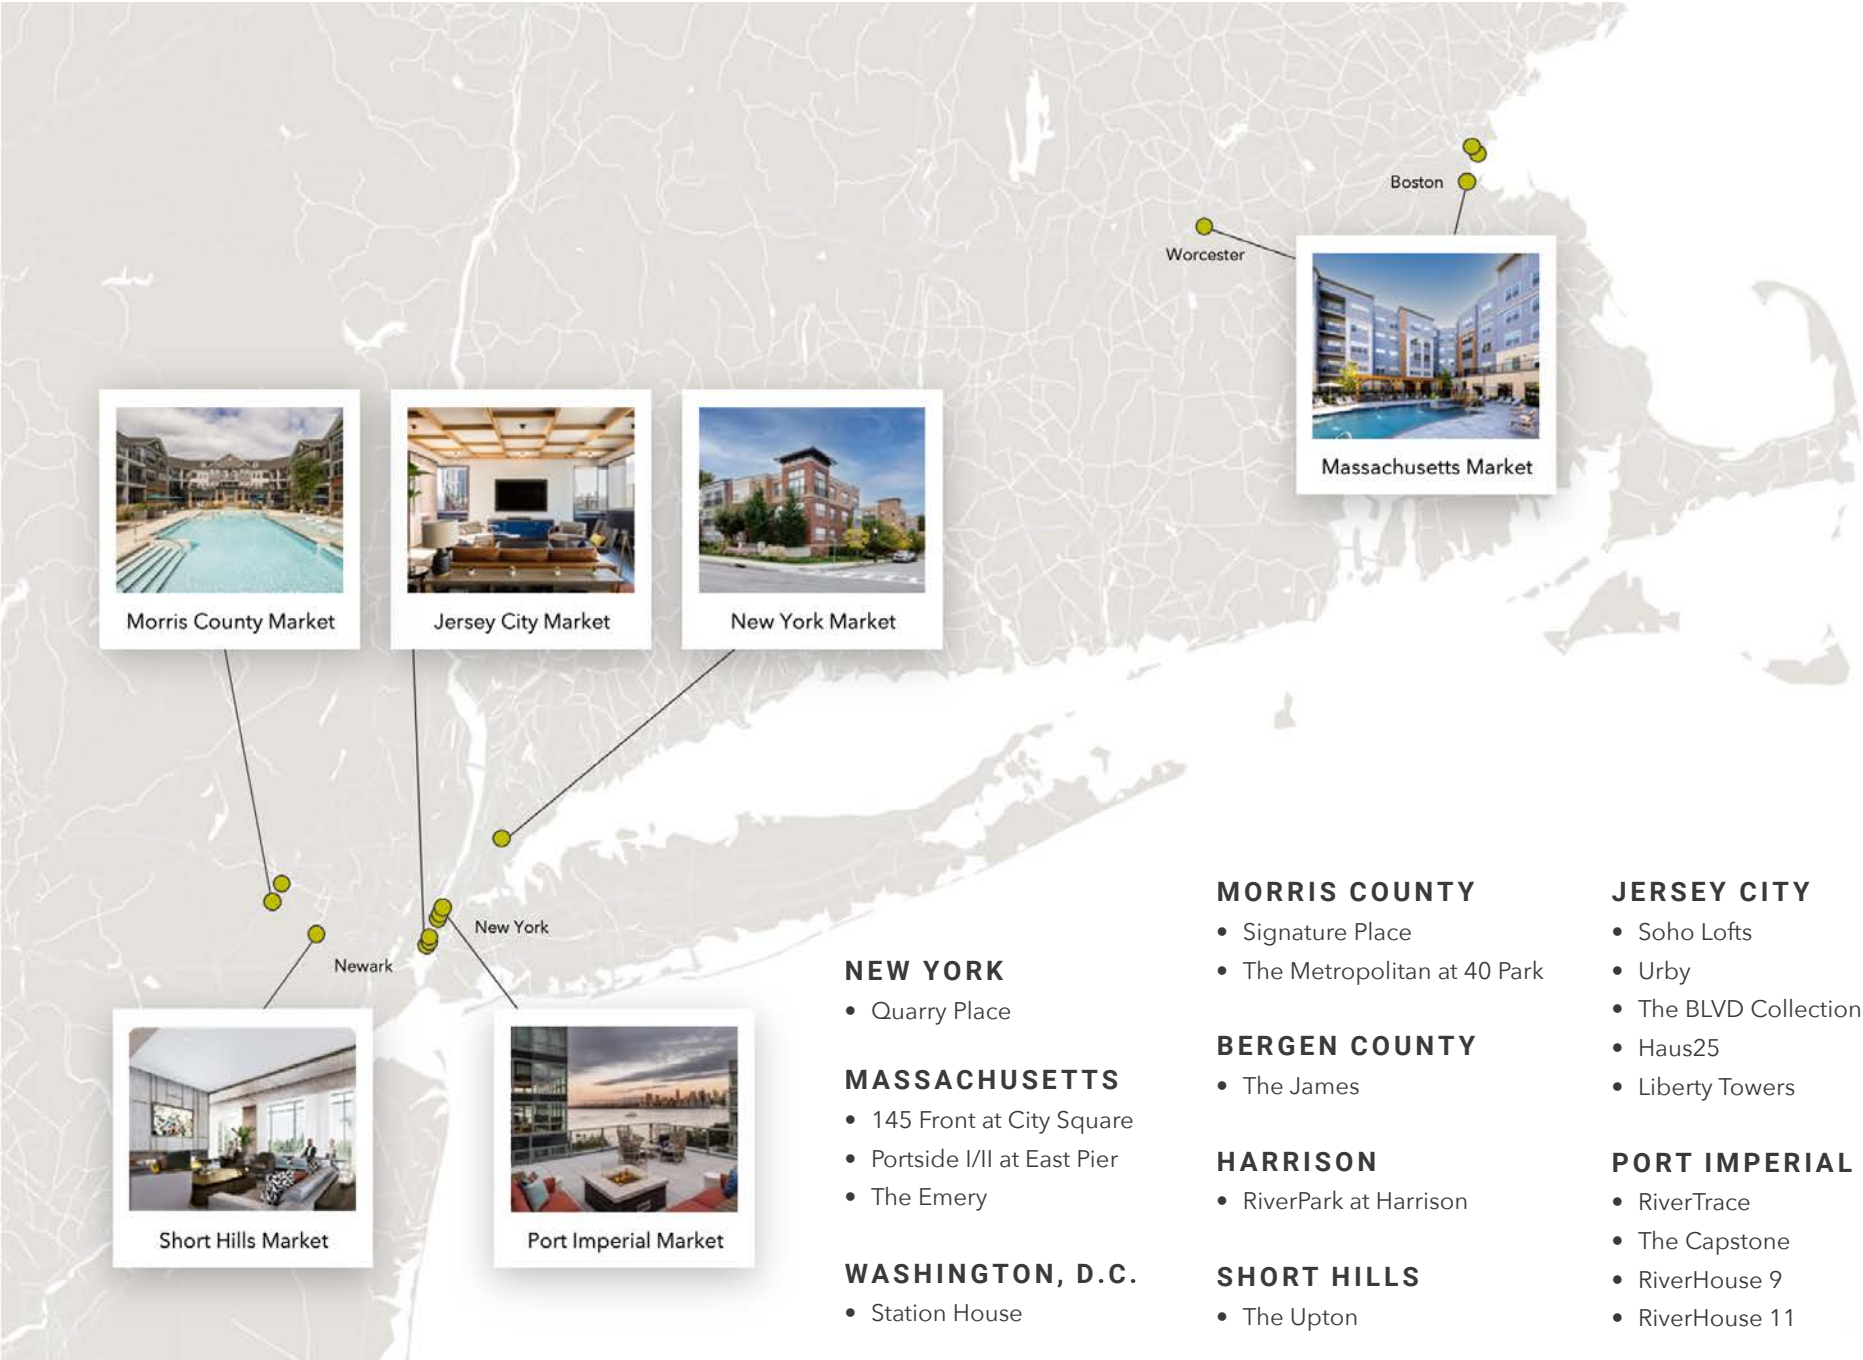 Boston
Worcester
Massachusetts Market
Morris County Market
Jersey City Market
New York Market
New York
Newark
Short Hills Market
Port Imperial Market
NEW YORK
• Quarry Place
MASSACHUSETTS
• 145 Front at City Square
• Portside I/II at East Pier
• The Emery
WASHINGTON, D.C.
• Station House
MORRIS COUNTY
• Signature Place
• The Metropolitan at 40 Park
BERGEN COUNTY
• The James
HARRISON
• RiverPark at Harrison
SHORT HILLS
• The Upton
JERSEY CITY
• Soho Lofts
• Urby
• The BLVD Collection
• Haus25
• Liberty Towers
PORT IMPERIAL
• RiverTrace
• The Capstone
• RiverHouse 9
• RiverHouse 11